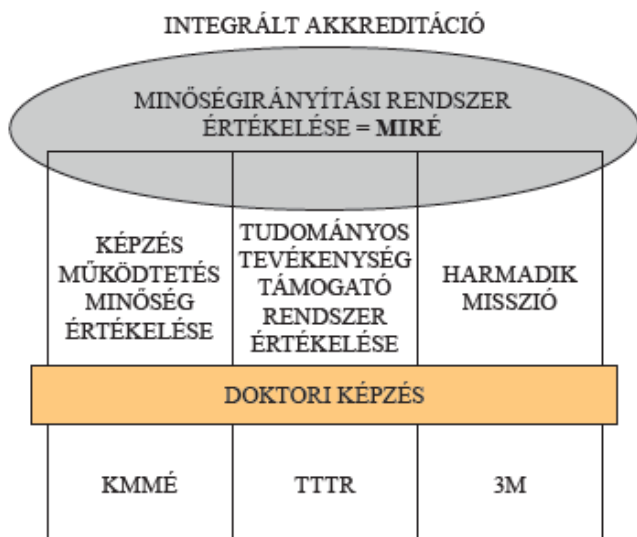 INTEGRÁLT AKKREDITÁCIÓ
MINŐSÉGIRÁNYÍTÁSI RENDSZER
ÉRTÉKELÉSE = MIRÉ
KÉPZÉS
MŰKÖDTETÉS
MINŐSÉG
ÉRTÉKELÉSE
TUDOMÁNYOS
TEVÉKENYSÉG
TÁMOGATÓ
RENDSZER
ÉRTÉKELÉSE
HARMADIK
MISSZIÓ
DOKTORI KÉPZÉS
KMMÉ
TTTR
3M